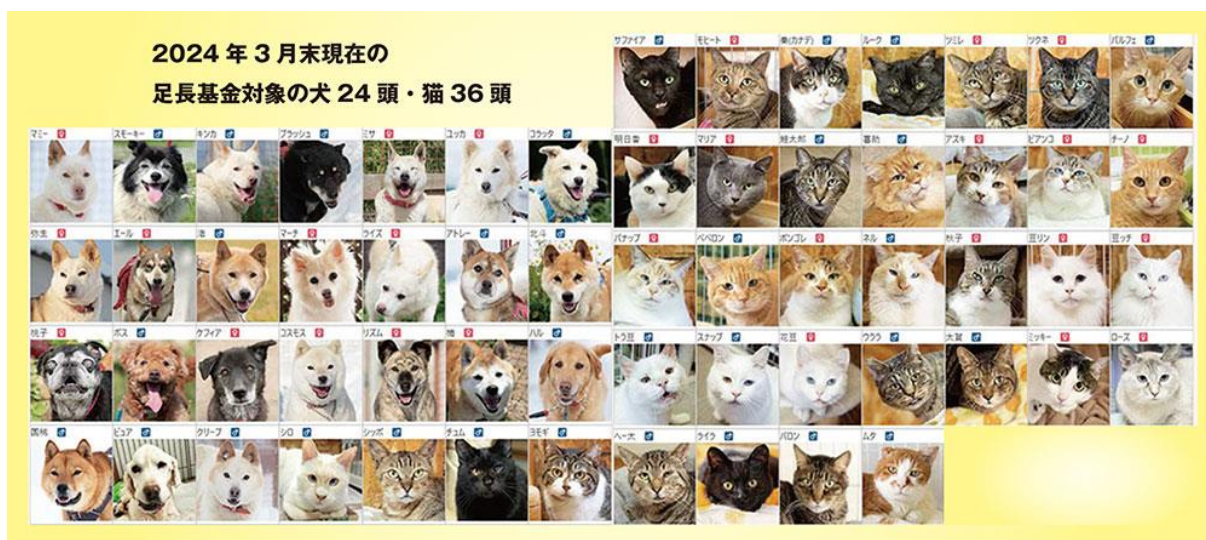 2024年3月末現在の
足長基金対象の犬24頭・猫36頭
マミー ♀ スモーキー ♂ キンカ ♂ ブラッシュ ♂ ミサ ♀ ユッカ ♀ コラッタ ♂
弥生 ♀ エール ♂ 浩 ♂ マーチ ♀ ライズ ♀ アトレー ♂ 北斗 ♂
桃子 ♀ ボス ♂ ケフィア ♀ コスモス ♀ リズム ♀ ♀ ハル ♂
♂ ピュア ♂ クリープ ♂ シロ ♂ シッポ ♂ チュム ♂ ヨモギ ♂
サファイア ♂ モヒート ♀ 奏(カナデ) ♂ ルーク ♂ ツミレ ♀ ツクネ ♀ パルフェ ♂
明日香 ♀ マリア ♀ 太郎 ♂ 喜助 ♂ アズキ ♀ ビアンコ ♀ チーノ ♀
パナップ ♀ ペペロン ♂ ボンゴレ ♀ ネル ♂ 秋子 ♀ 豆リン ♀ 豆ッチ ♀
トラ豆 ♂ スナップ ♂ 花豆 ♀ ウララ ♂ 太賀 ♂ ミッキー ♀ ローズ ♀
ヘー太 ♂ ライラ ♂ バロン ♂ ムタ ♂